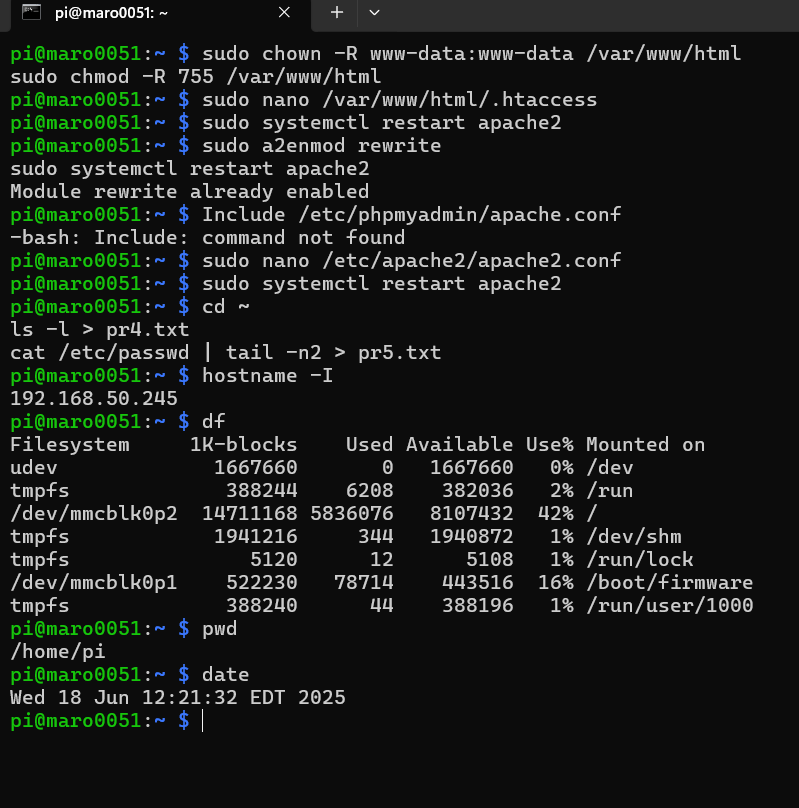 pi@maro0051: ~
pi@maro0051:~ $ sudo chown -R www-data:www-data /var/www/html
sudo chmod -R 755 /var/www/html
pi@maro0051:~ $ sudo nano /var/www/html/.htaccess
pi@maro0051:~ $ sudo systemctl restart apache2
pi@maro0051:~ $ sudo a2enmod rewrite
sudo systemctl restart apache2
Module rewrite already enabled
pi@maro0051:~ $ Include /etc/phpmyadmin/apache.conf
-bash: Include: command not found
pi@maro0051:~ $ sudo nano /etc/apache2/apache2.conf
pi@maro0051:~ $ sudo systemctl restart apache2
pi@maro0051:~ $ cd ~
ls -l > pr4.txt
cat /etc/passwd | tail -n2 > pr5.txt
pi@maro0051:~ $ hostname -I
192.168.50.245
pi@maro0051:~ $ df
Filesystem     1K-blocks    Used Available Use% Mounted on
udev             1667660       0   1667660   0% /dev
tmpfs             388244    6208    382036   2% /run
/dev/mmcblk0p2  14711168 5836076   8107432  42% /
tmpfs            1941216     344   1940872   1% /dev/shm
tmpfs               5120      12      5108   1% /run/lock
/dev/mmcblk0p1    522230   78714    443516  16% /boot/firmware
tmpfs             388240      44    388196   1% /run/user/1000
pi@maro0051:~ $ pwd
/home/pi
pi@maro0051:~ $ date
Wed 18 Jun 12:21:32 EDT 2025
pi@maro0051:~ $